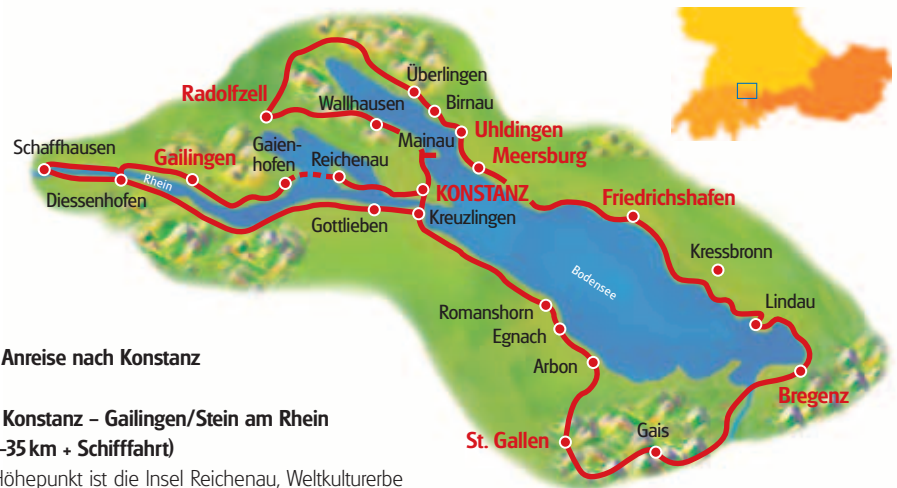 Überlingen
Radolfzell
Wallhausen
Birnau
Uhldingen
Mainau
Schaffhausen
Gailingen
Gaien-
hofen
Reichenau
Meersburg
Rhein
KONSTANZ
Friedrichshafen
Diessenhofen
Gottlieben
Kreuzlingen
Kressbronn
Bodensee
Romanshorn
Lindau
Egnach
Arbon
Bregenz
St. Gallen
Gais
Anreise nach Konstanz
Konstanz – Gailingen/Stein am Rhein
–35 km + Schifffahrt)
Höhepunkt ist die Insel Reichenau, Weltkulturerbe